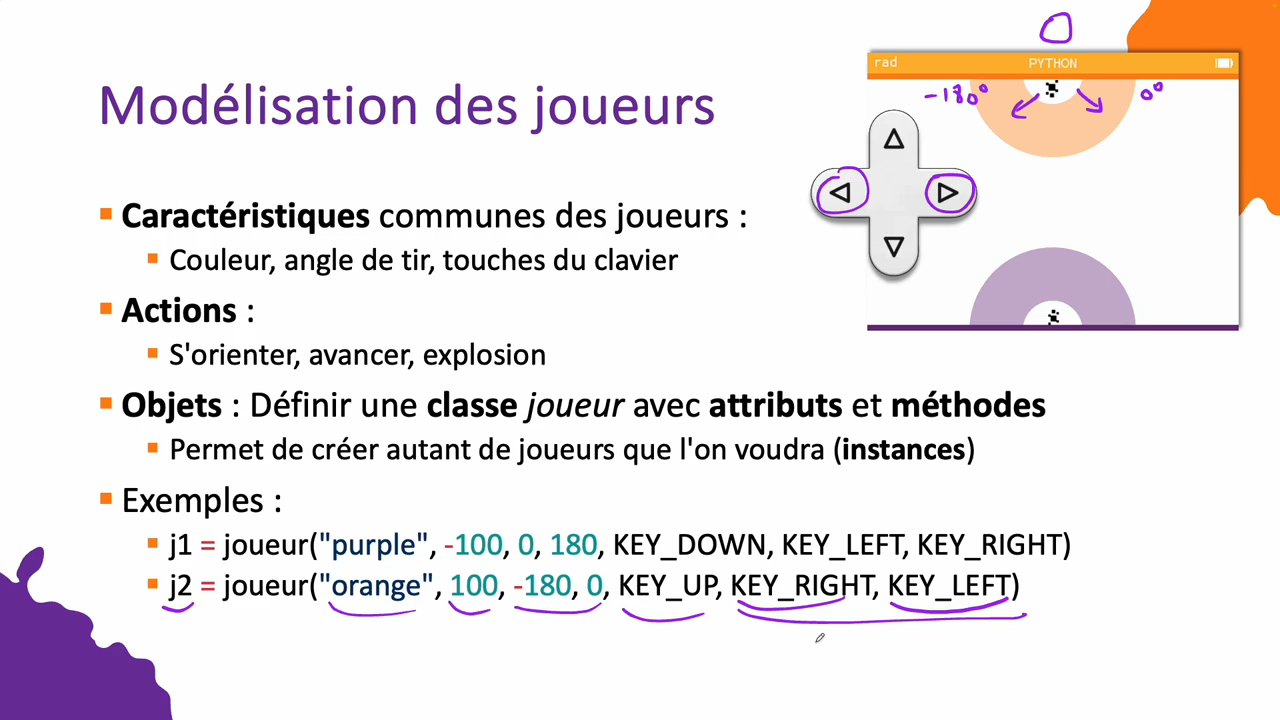 Modélisation des joueurs
rad PYTHON
-180° 0°
Caractéristiques communes des joueurs :
Couleur, angle de tir, touches du clavier
Actions :
S'orienter, avancer, explosion
Objets : Définir une classe joueur avec attributs et méthodes
Permet de créer autant de joueurs que l'on voudra (instances)
Exemples :
j1 = joueur("purple", -100, 0, 180, KEY_DOWN, KEY_LEFT, KEY_RIGHT)
j2 = joueur("orange", 100, -180, 0, KEY_UP, KEY_RIGHT, KEY_LEFT)